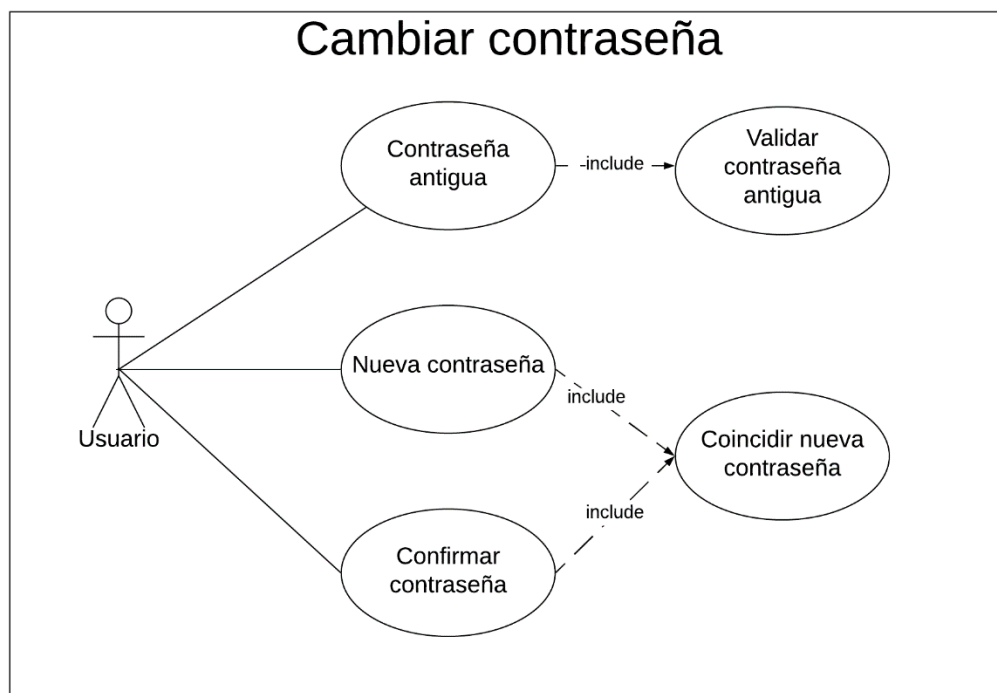 Cambiar contraseña
Contraseña
antigua
include
Validar
contraseña
antigua
Nueva contraseña
include
Usuario
Coincidir nueva
contraseña
include
Confirmar
contraseña